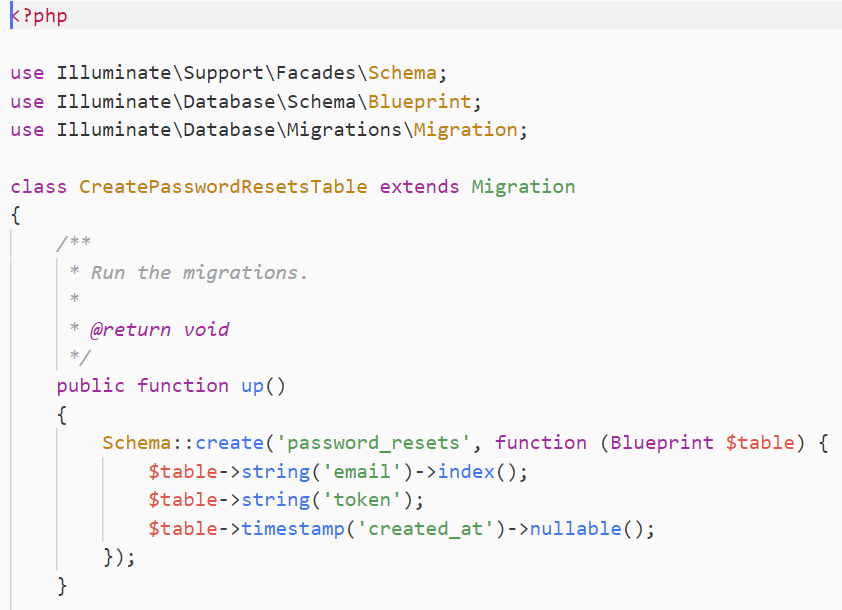 <?php

use Illuminate\Support\Facades\Schema;
use Illuminate\Database\Schema\Blueprint;
use Illuminate\Database\Migrations\Migration;

class CreatePasswordResetsTable extends Migration
{
    /**
     * Run the migrations.
     *
     * @return void
     */
    public function up()
    {
        Schema::create('password_resets', function (Blueprint $table) {
            $table->string('email')->index();
            $table->string('token');
            $table->timestamp('created_at')->nullable();
        });
    }